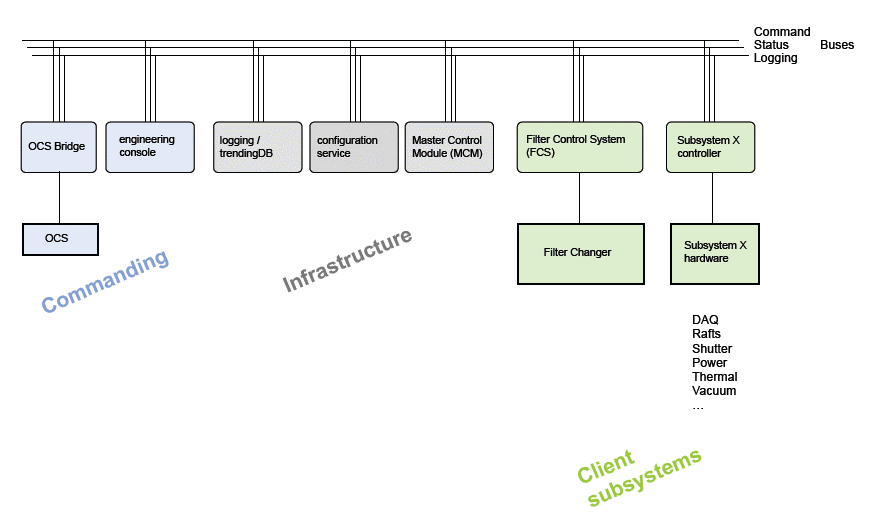 Command
Status Buses
Logging
OCS Bridge
engineering
console
logging /
trendingDB
configuration
service
Master Control
Module (MCM)
Filter Control System
(FCS)
Subsystem X
controller
OCS
Filter Changer
Subsystem X
hardware
Commanding
Infrastructure
DAQ
Rafts
Shutter
Power
Thermal
Vacuum
…
Client
subsystems